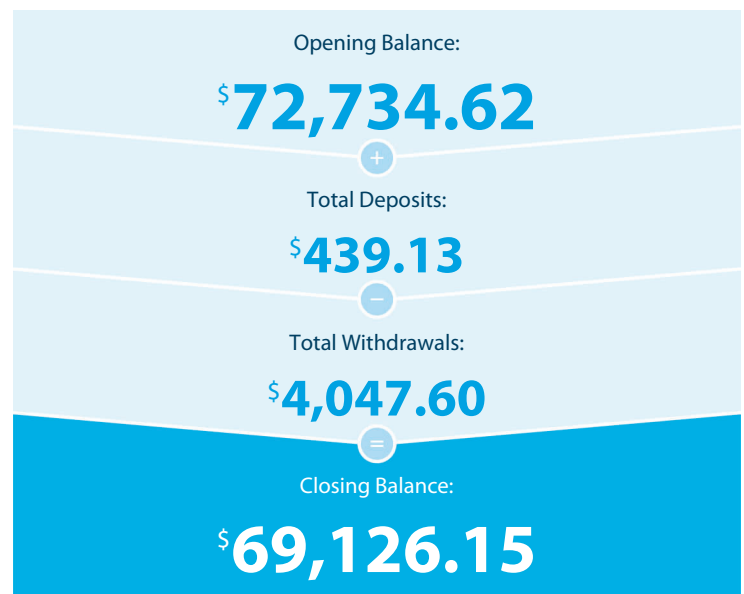 Opening Balance:
$72,734.62
+
Total Deposits:
$439.13
−
Total Withdrawals:
$4,047.60
=
Closing Balance:
$69,126.15